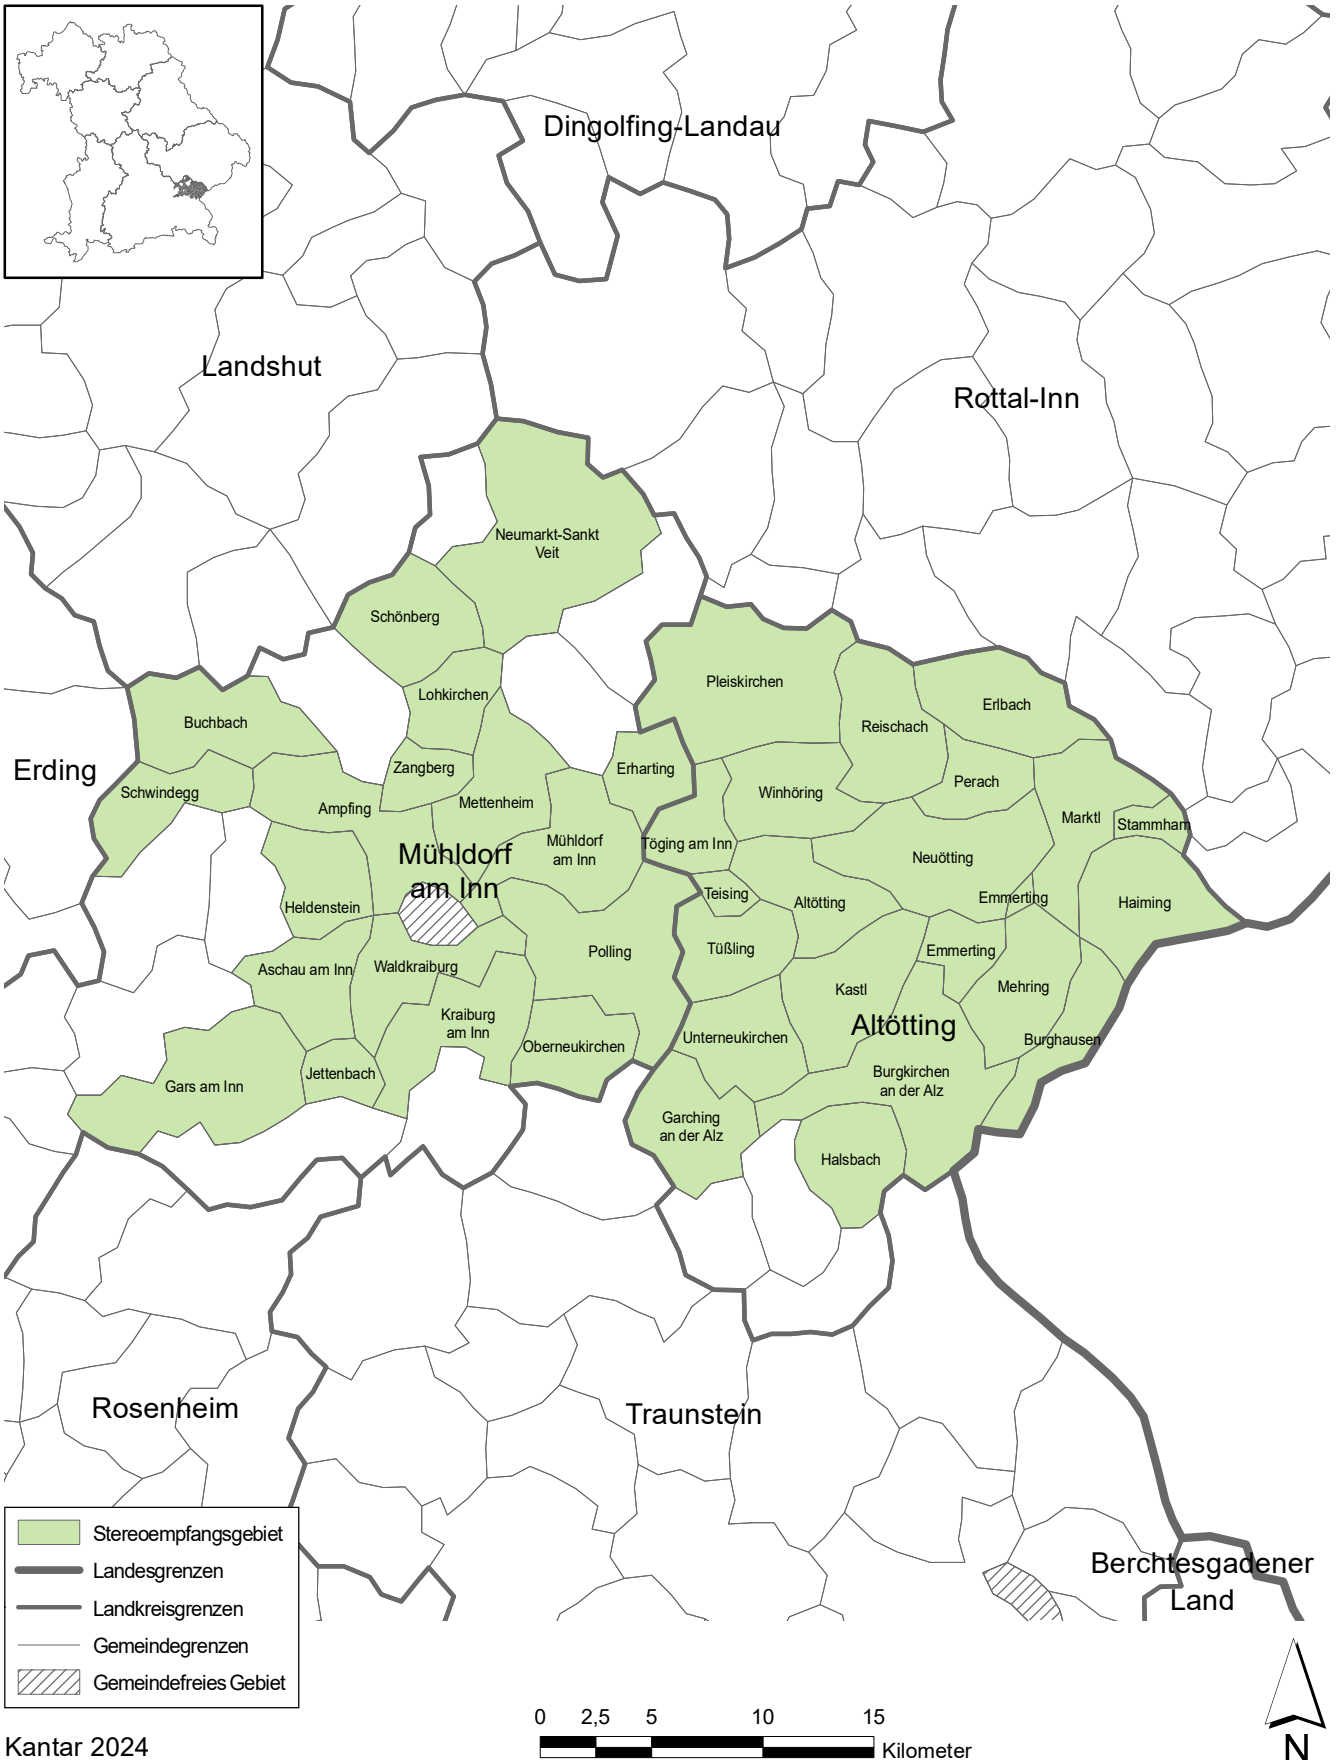 Dingolfing-Landau
Landshut
Rottal-Inn
Neumarkt-Sankt
Veit
Schönberg
Lohkirchen
Pleiskirchen
Erlbach
Reischach
Buchbach
Erding
Zangberg
Erharting
Perach
Schwindegg
Ampfing
Mettenheim
Winhöring
Marktl
Stammham
Mühldorf
am Inn
Töging am Inn
Mühldorf
am Inn
Neuötting
Teising
Altötting
Emmerting
Haiming
Heldenstein
Polling
Tüßling
Emmerting
Aschau am Inn
Waldkraiburg
Kastl
Mehring
Kraiburg
am Inn
Altötting
Oberneukirchen
Unterneukirchen
Burghausen
Gars am Inn
Jettenbach
Burgkirchen
an der Alz
Garching
an der Alz
Halsbach
Rosenheim
Traunstein
Berchtesgadener
Land
Stereoempfangsgebiet
Landesgrenzen
Landkreisgrenzen
Gemeindegrenzen
Gemeindefreies Gebiet
0 2,5 5 10 15
Kilometer
N
Kantar 2024